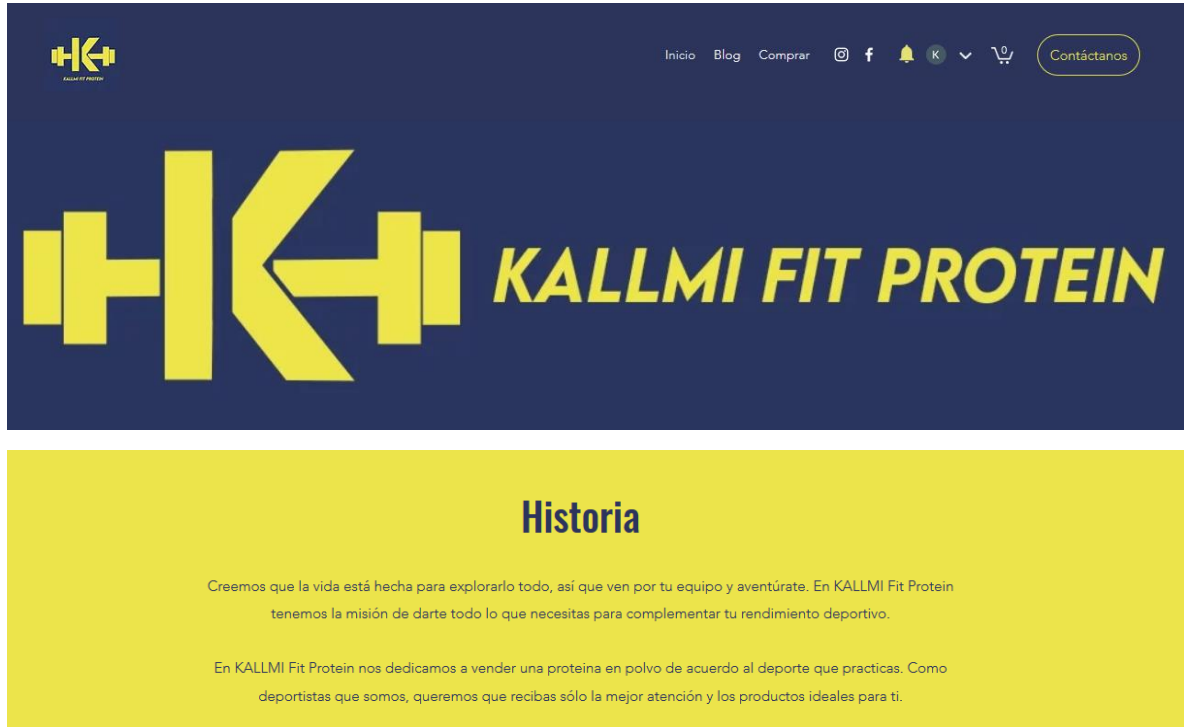 KALLMI FIT PROTEIN
Inicio Blog Comprar K 0 Contáctanos
KALLMI FIT PROTEIN
Historia
Creemos que la vida está hecha para explorarlo todo, así que ven por tu equipo y aventúrate. En KALLMI Fit Protein
tenemos la misión de darte todo lo que necesitas para complementar tu rendimiento deportivo.
En KALLMI Fit Protein nos dedicamos a vender una proteina en polvo de acuerdo al deporte que practicas. Como
deportistas que somos, queremos que recibas sólo la mejor atención y los productos ideales para ti.